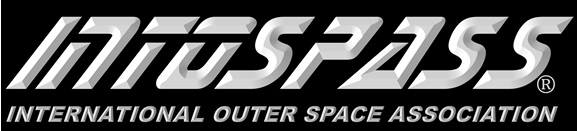 INTOSPASS®
INTERNATIONAL OUTER SPACE ASSOCIATION